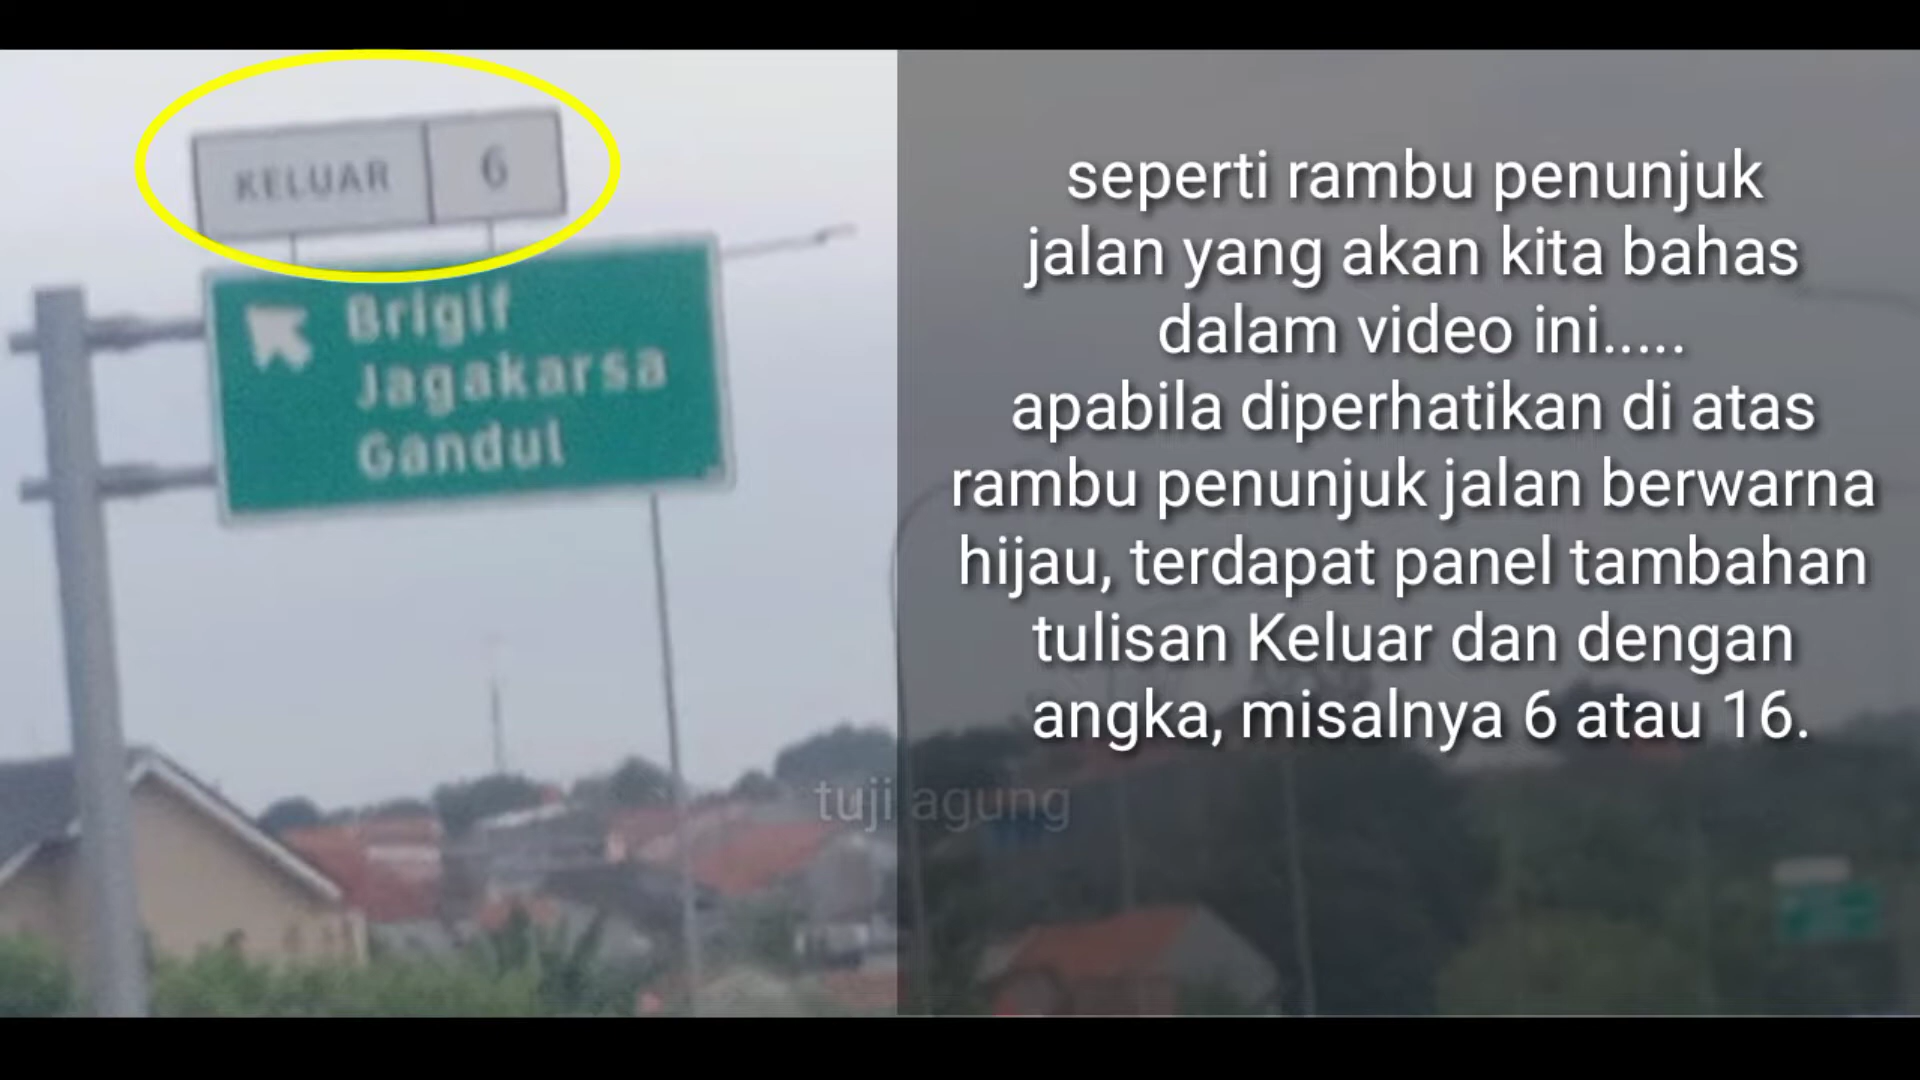 KELUAR 6
Brigif
Jagakarsa
Gandul
seperti rambu penunjuk
jalan yang akan kita bahas
dalam video ini.....
apabila diperhatikan di atas
rambu penunjuk jalan berwarna
hijau, terdapat panel tambahan
tulisan Keluar dan dengan
angka, misalnya 6 atau 16.
tuji agung